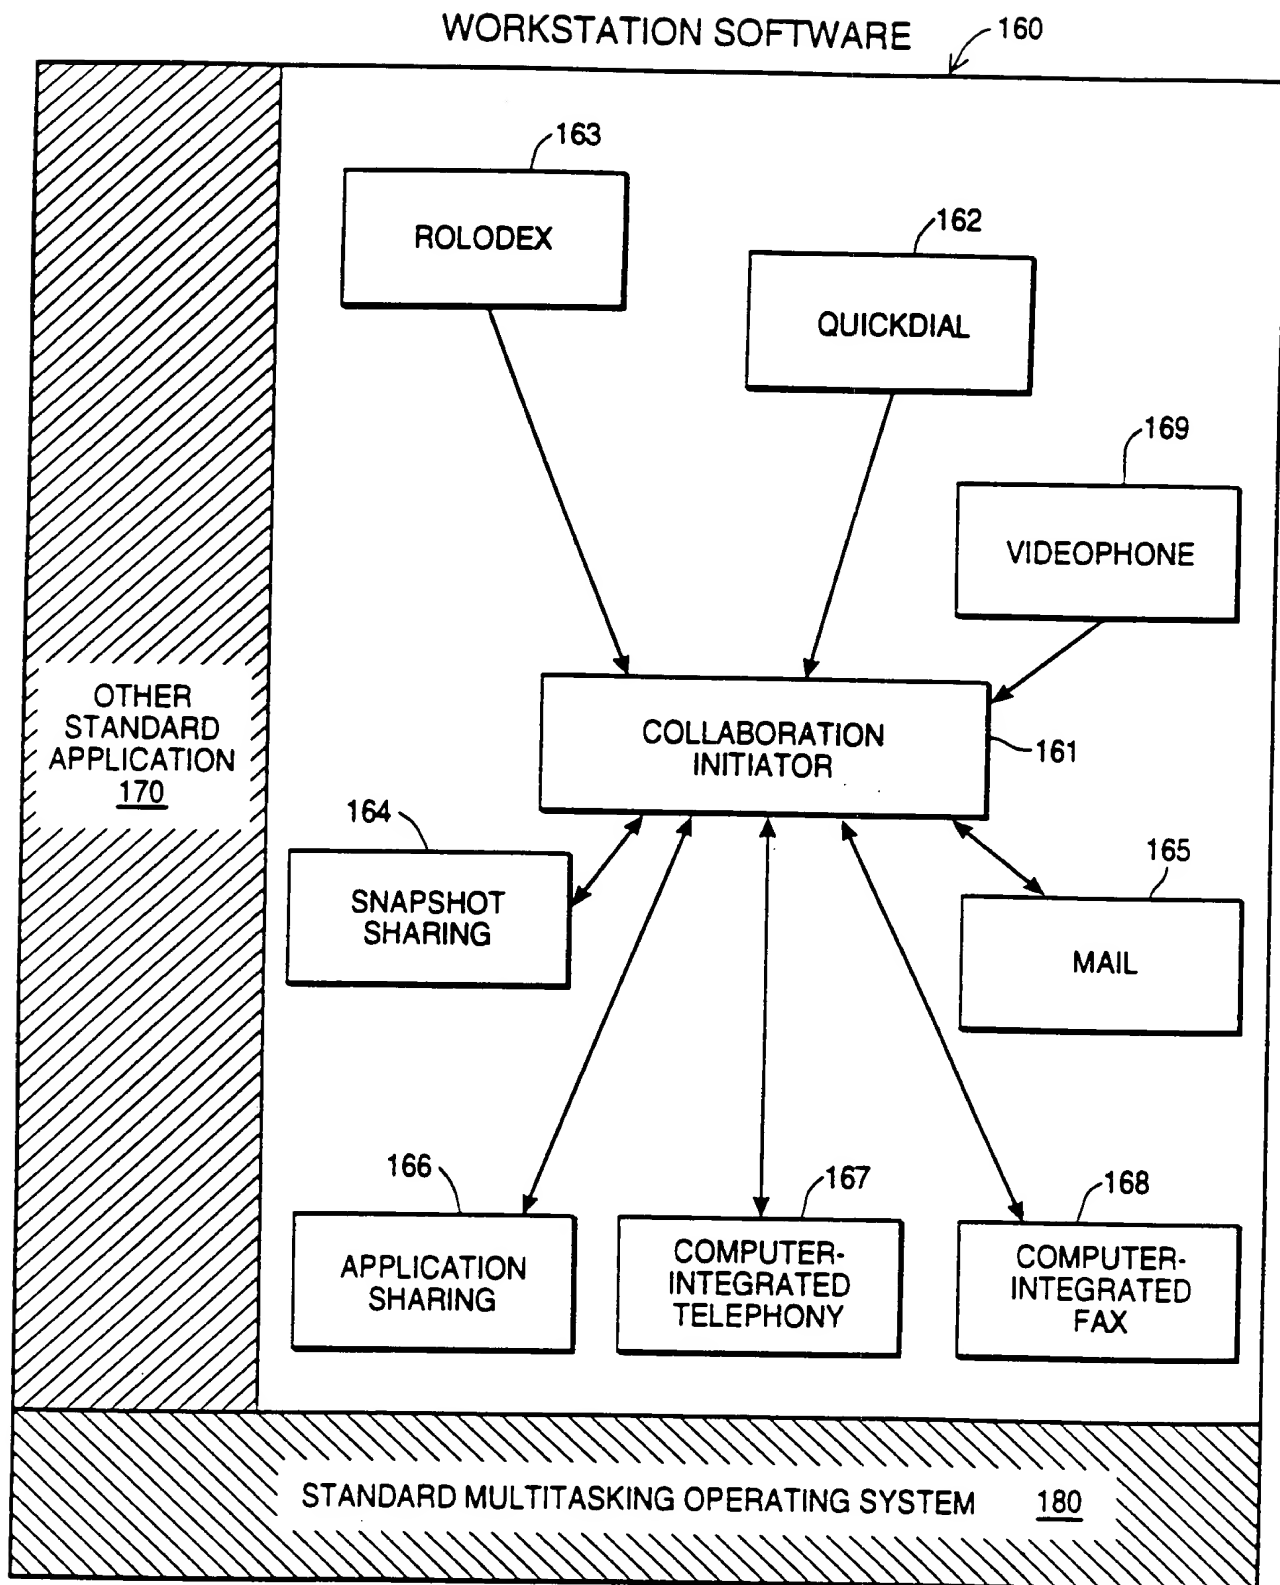 WORKSTATION SOFTWARE
160
163
ROLODEX
162
QUICKDIAL
169
VIDEOPHONE
OTHER
STANDARD
APPLICATION
170
COLLABORATION
INITIATOR
161
164
SNAPSHOT
SHARING
165
MAIL
166
APPLICATION
SHARING
167
COMPUTER-
INTEGRATED
TELEPHONY
168
COMPUTER-
INTEGRATED
FAX
STANDARD MULTITASKING OPERATING SYSTEM 180